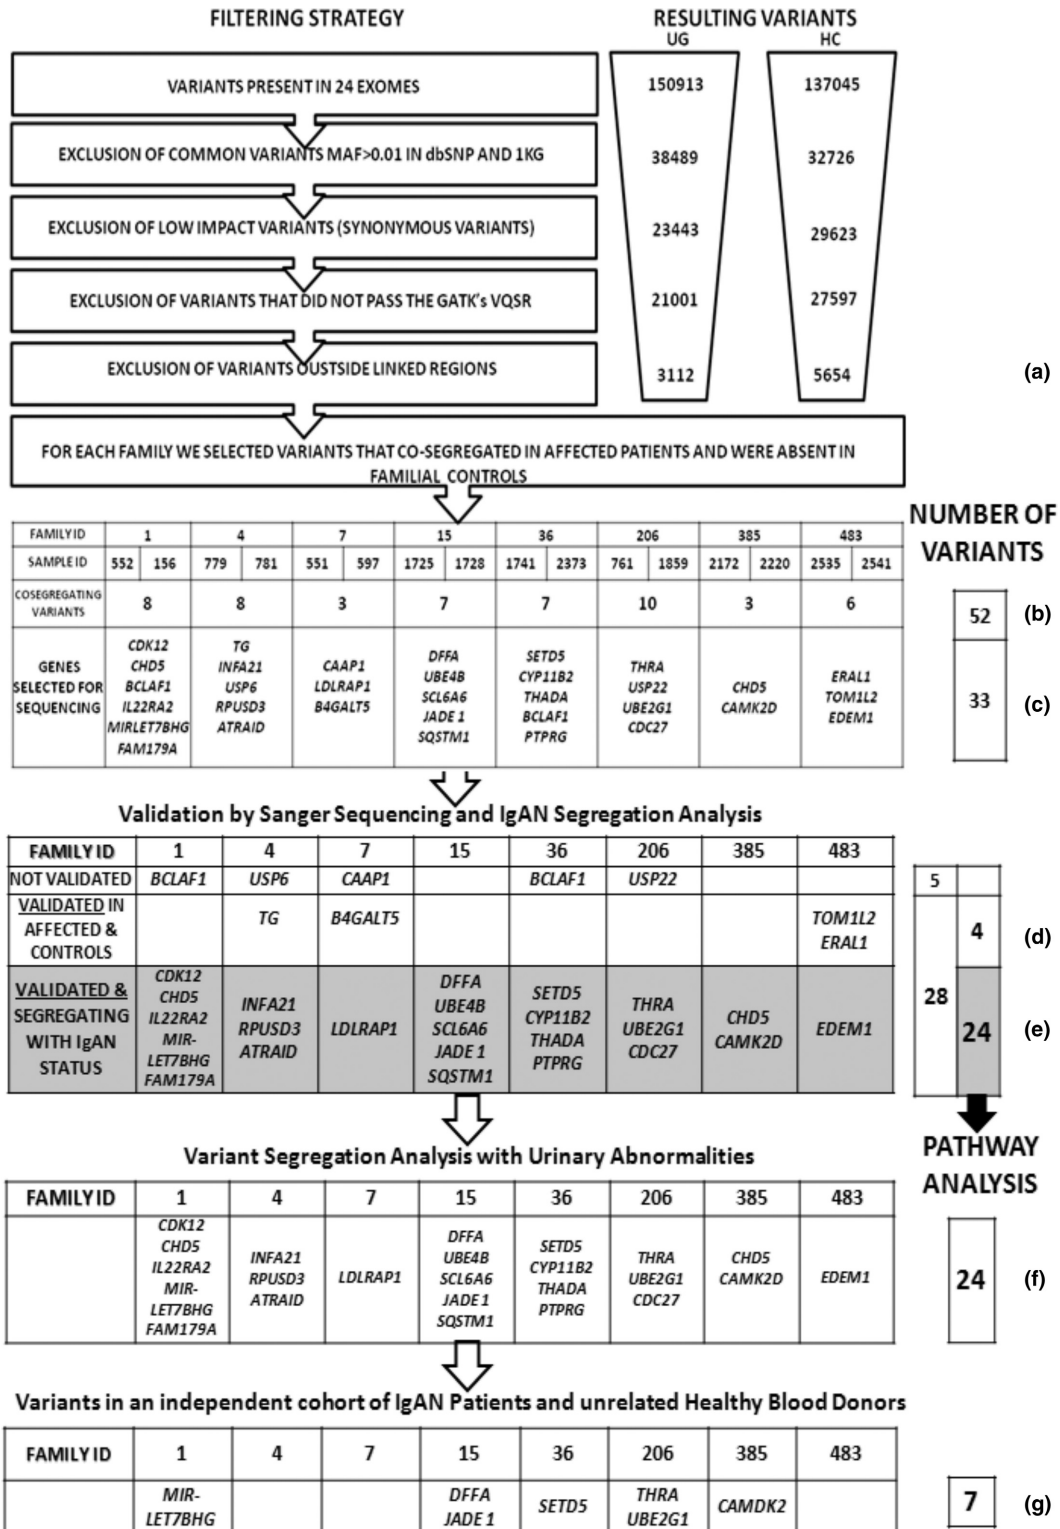 FILTERING STRATEGY
RESULTING VARIANTS
UG HC
VARIANTS PRESENT IN 24 EXOMES
150913 137045
EXCLUSION OF COMMON VARIANTS MAF>0.01 IN dbSNP AND 1KG
38489 32726
EXCLUSION OF LOW IMPACT VARIANTS (SYNONYMOUS VARIANTS)
23443 29623
EXCLUSION OF VARIANTS THAT DID NOT PASS THE GATK's VQSR
21001 27597
EXCLUSION OF VARIANTS OUSTSIDE LINKED REGIONS
3112 5654
(a)
FOR EACH FAMILY WE SELECTED VARIANTS THAT CO-SEGREGATED IN AFFECTED PATIENTS AND WERE ABSENT IN
FAMILIAL CONTROLS
NUMBER OF
VARIANTS
FAMILY ID 1 4 7 15 36 206 385 483
SAMPLE ID 552 156 779 781 551 597 1725 1728 1741 2373 761 1859 2172 2220 2535 2541
COSEGREGATING
VARIANTS
8 8 3 7 7 10 3 6
52 (b)
GENES
SELECTED FOR
SEQUENCING
CDK12
CHD5
BCLAF1
IL22RA2
MIRLET7BHG
FAM179A
TG
INFA21
USP6
RPUSD3
ATRAID
CAAP1
LDLRAP1
B4GALT5
DFFA
UBE4B
SCL6A6
JADE 1
SQSTM1
SETD5
CYP11B2
THADA
BCLAF1
PTPRG
THRA
USP22
UBE2G1
CDC27
CHD5
CAMK2D
ERAL1
TOM1L2
EDEM1
33 (c)
Validation by Sanger Sequencing and IgAN Segregation Analysis
FAMILY ID 1 4 7 15 36 206 385 483
NOT VALIDATED BCLAF1 USP6 CAAP1 BCLAF1 USP22
5
VALIDATED IN
AFFECTED &
CONTROLS
TG
B4GALT5
TOM1L2
ERAL1
4 (d)
VALIDATED &
SEGREGATING
WITH IgAN
STATUS
CDK12
CHD5
IL22RA2
MIR-
LET7BHG
FAM179A
INFA21
RPUSD3
ATRAID
LDLRAP1
DFFA
UBE4B
SCL6A6
JADE 1
SQSTM1
SETD5
CYP11B2
THADA
PTPRG
THRA
UBE2G1
CDC27
CHD5
CAMK2D
EDEM1
28
24 (e)
PATHWAY
ANALYSIS
Variant Segregation Analysis with Urinary Abnormalities
FAMILY ID 1 4 7 15 36 206 385 483
CDK12
CHD5
IL22RA2
MIR-
LET7BHG
FAM179A
INFA21
RPUSD3
ATRAID
LDLRAP1
DFFA
UBE4B
SCL6A6
JADE 1
SQSTM1
SETD5
CYP11B2
THADA
PTPRG
THRA
UBE2G1
CDC27
CHD5
CAMK2D
EDEM1
24 (f)
Variants in an independent cohort of IgAN Patients and unrelated Healthy Blood Donors
FAMILY ID 1 4 7 15 36 206 385 483
MIR-
LET7BHG
DFFA
JADE 1
SETD5
THRA
UBE2G1
CAMDK2
7 (g)